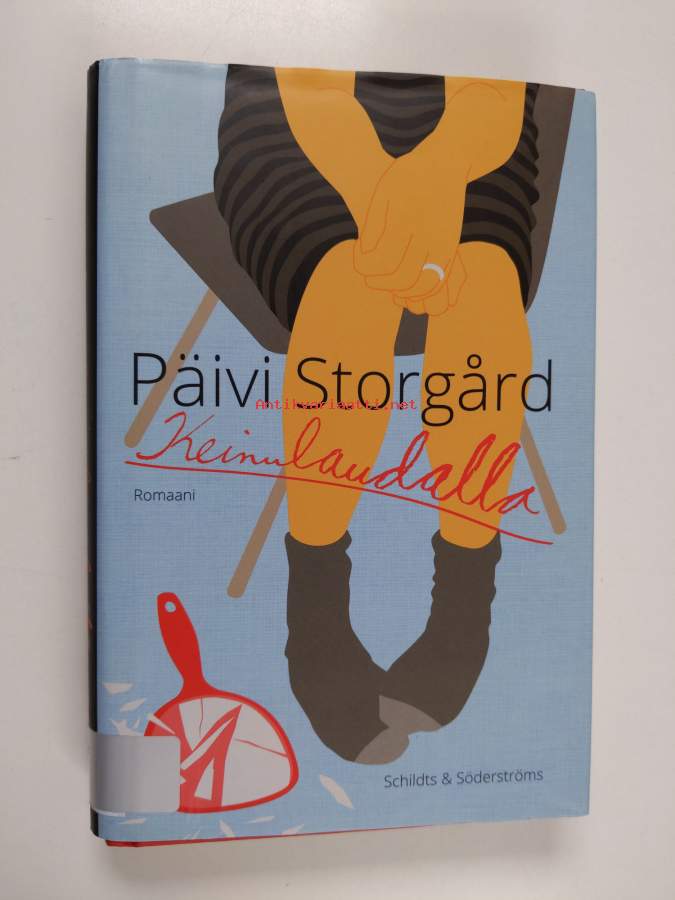 Päivi Storgård
Antikvariaatti.net
Keinulaudalla
Romaani
Schildts & Söderströms